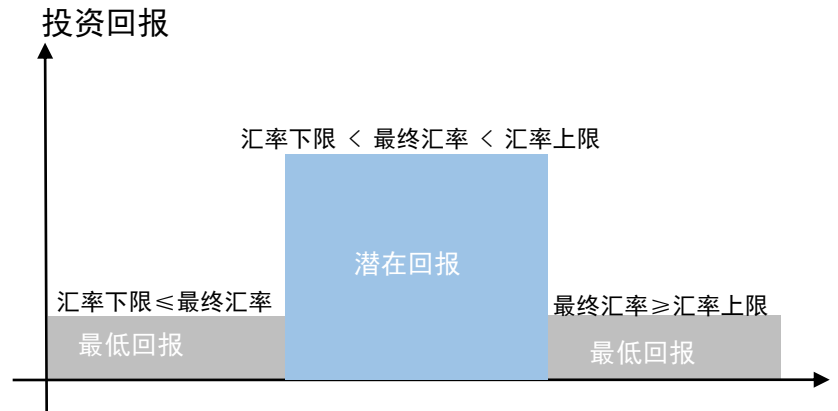 投资回报
汇率下限 < 最终汇率 < 汇率上限
潜在回报
汇率下限≤最终汇率
最低回报
最终汇率≥汇率上限
最低回报